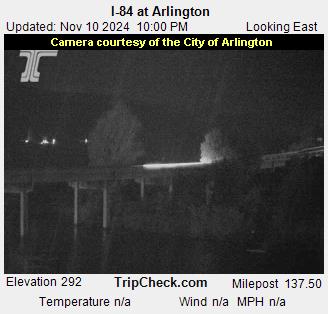 I-84 at Arlington
Updated: Nov 10 2024 10:00 PM Looking East
Camera courtesy of the City of Arlington
Elevation 292 TripCheck.com Milepost 137.50
Temperature n/a Wind n/a MPH n/a